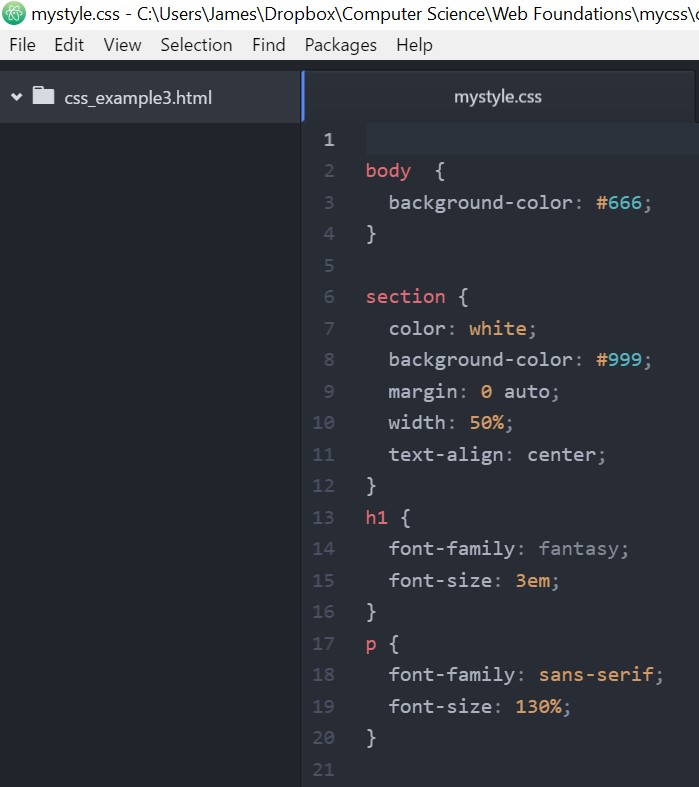 mystyle.css - C:\Users\James\Dropbox\Computer Science\Web Foundations\mycss\
File Edit View Selection Find Packages Help
css_example3.html
mystyle.css
1
2 body  {
3   background-color: #666;
4 }
5
6 section {
7   color: white;
8   background-color: #999;
9   margin: 0 auto;
10   width: 50%;
11   text-align: center;
12 }
13 h1 {
14   font-family: fantasy;
15   font-size: 3em;
16 }
17 p {
18   font-family: sans-serif;
19   font-size: 130%;
20 }
21